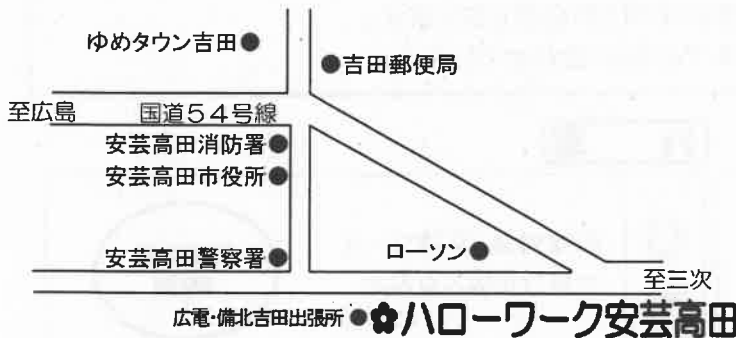 ゆめタウン吉田●
●吉田郵便局
至広島
国道54号線
安芸高田消防署●
安芸高田市役所●
安芸高田警察署●
ローソン●
至三次
広電・備北吉田出張所●
ハローワーク安芸高田